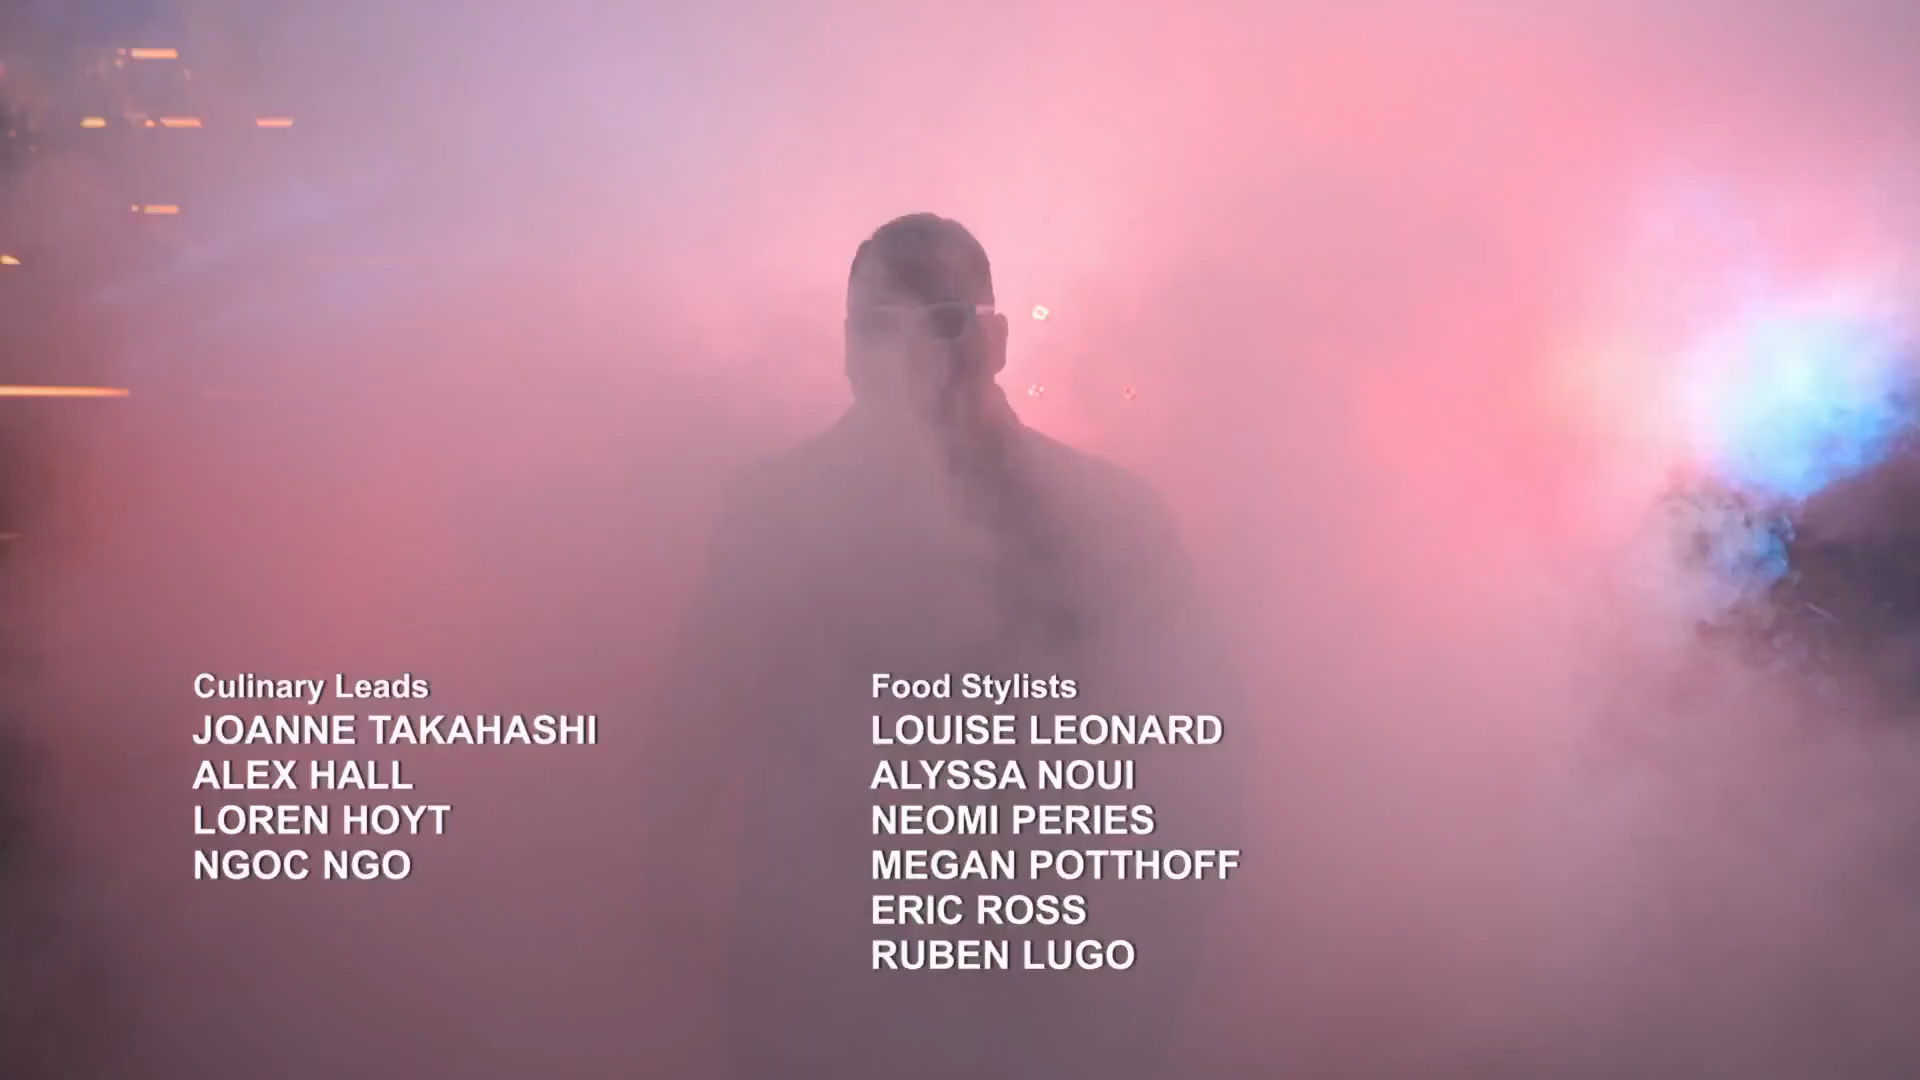 Culinary Leads
JOANNE TAKAHASHI
ALEX HALL
LOREN HOYT
NGOC NGO
Food Stylists
LOUISE LEONARD
ALYSSA NOUI
NEOMI PERIES
MEGAN POTTHOFF
ERIC ROSS
RUBEN LUGO